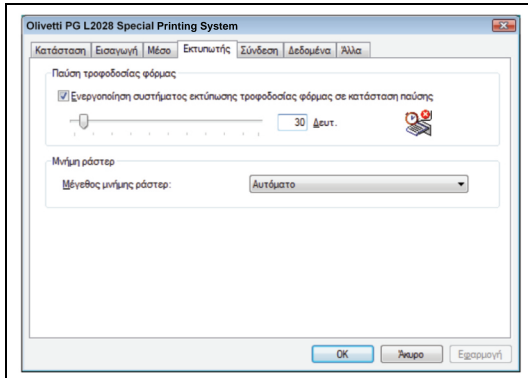 Olivetti PG L2028 Special Printing System
Κατάσταση Εισαγωγή Μέσο Εκτυπωτής Σύνδεση Δεδομένα Άλλα
Παύση τροφοδοσίας φόρμας
Ενεργοποίηση συστήματος εκτύπωσης τροφοδοσίας φόρμας σε κατάσταση παύσης
30 Δευτ.
Μνήμη ράστερ
Μέγεθος μνήμης ράστερ: Αυτόματο
OK Άκυρο Εφαρμογή